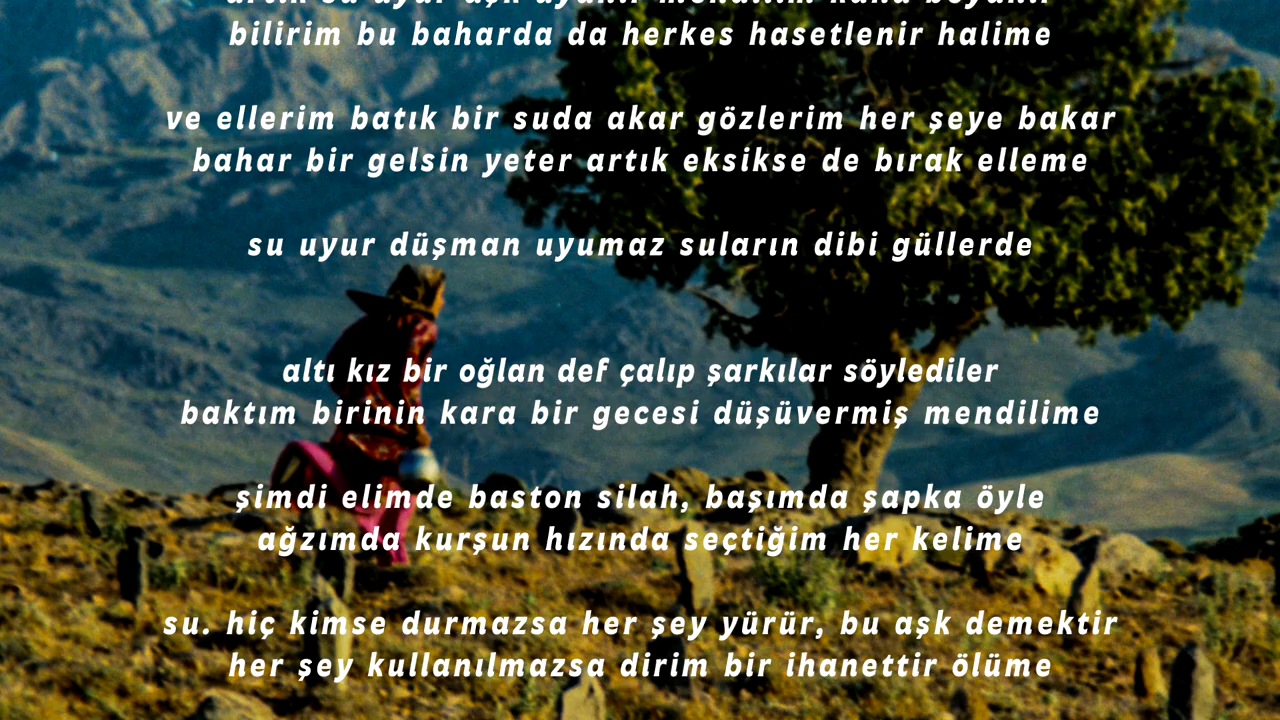 bilirim bu baharda da herkes hasetlenir halime
ve ellerim batık bir suda akar gözlerim her şeye bakar
bahar bir gelsin yeter artık eksikse de bırak elleme
su uyur düşman uyumaz suların dibi güllerde
altı kız bir oğlan def çalıp şarkılar söylediler
baktım birinin kara bir gecesi düşüvermiş mendilime
şimdi elimde baston silah, başımda şapka öyle
ağzımda kurşun hızında seçtiğim her kelime
su. hiç kimse durmazsa her şey yürür, bu aşk demektir
her şey kullanılmazsa dirim bir ihanettir ölüme